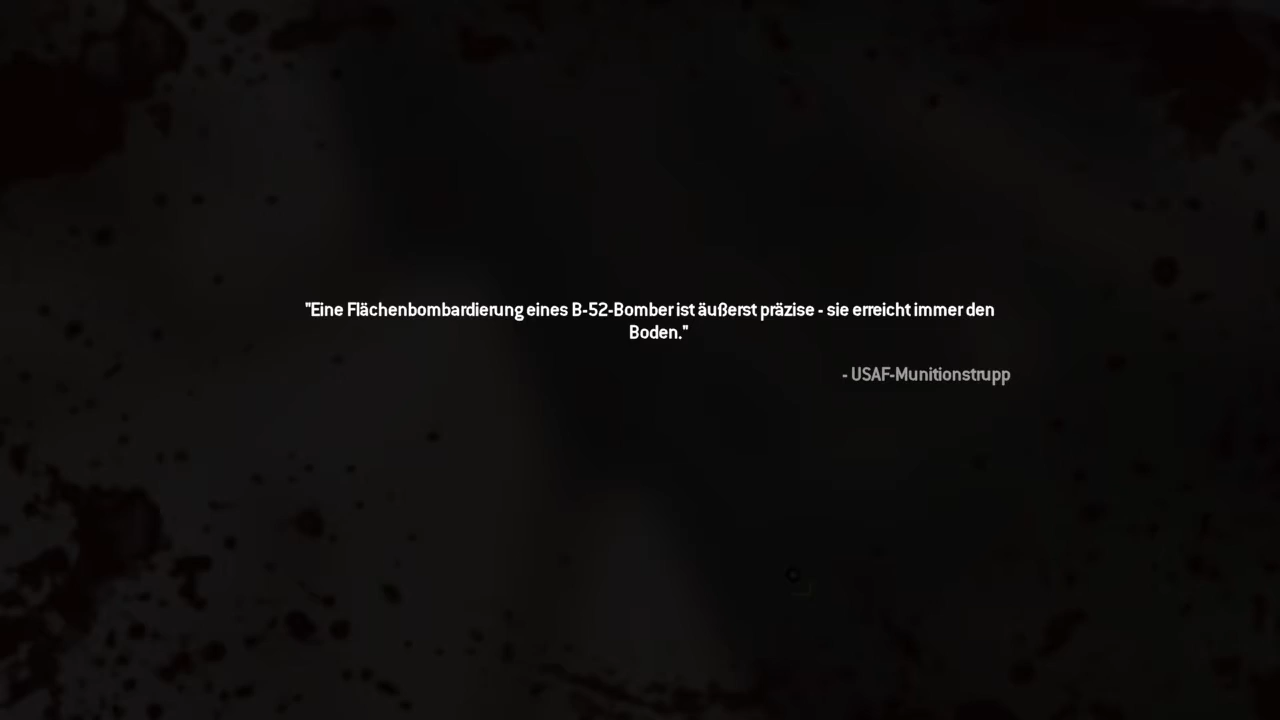 "Eine Flächenbombardierung eines B-52-Bomber ist äußerst präzise - sie erreicht immer den
Boden."
- USAF-Munitionstrupp